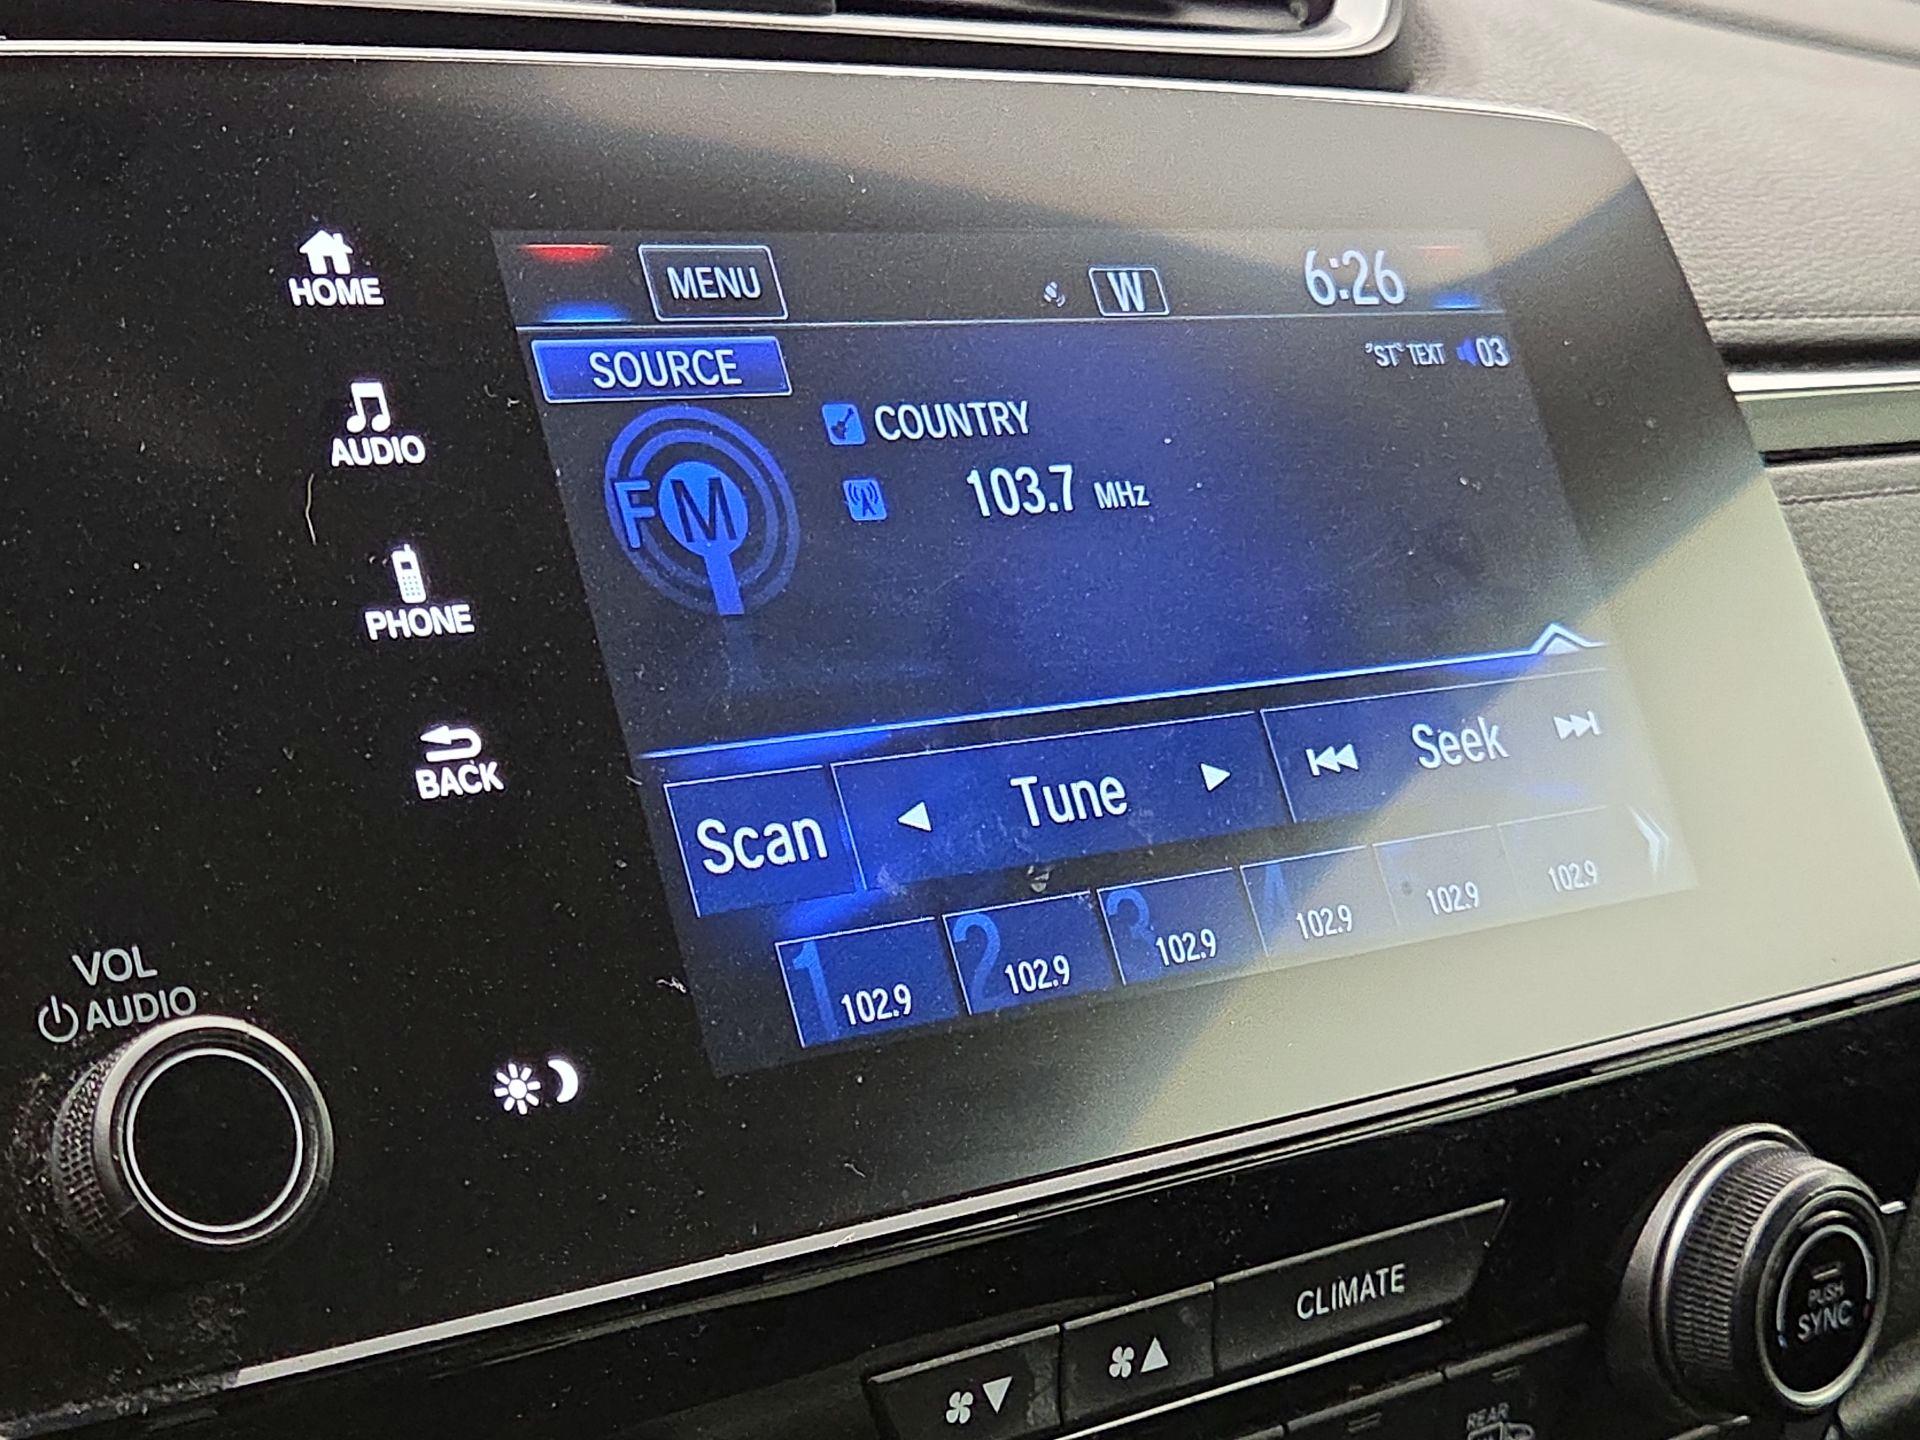 HOME
MENU
W
6:26
SOURCE
"ST" TEXT 03
AUDIO
COUNTRY
FM
103.7 MHz
PHONE
BACK
Scan
Tune
Seek
1 102.9
2 102.9
3 102.9
4 102.9
102.9
102.9
VOL
AUDIO
CLIMATE
PUSH
SYNC
REAR